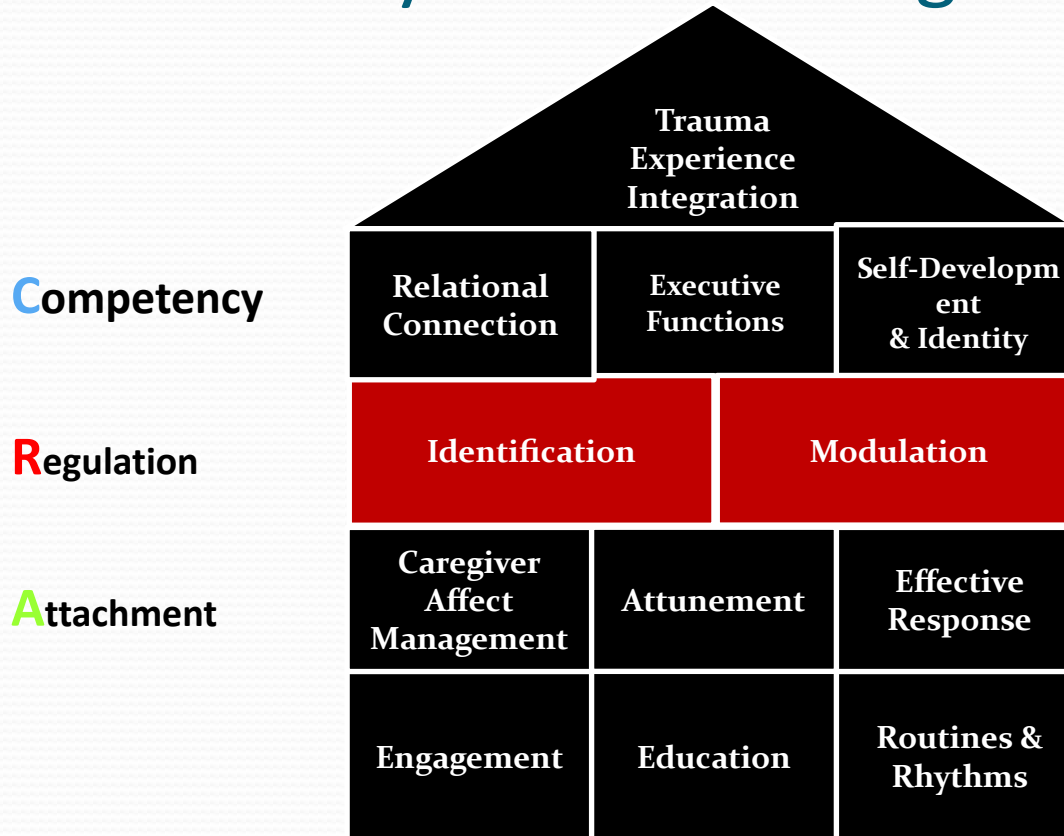 Trauma
Experience
Integration
Competency
Relational
Connection
Executive
Functions
Self-Developm
ent
& Identity
Regulation
Identification
Modulation
Attachment
Caregiver
Affect
Management
Attunement
Effective
Response
Engagement
Education
Routines &
Rhythms